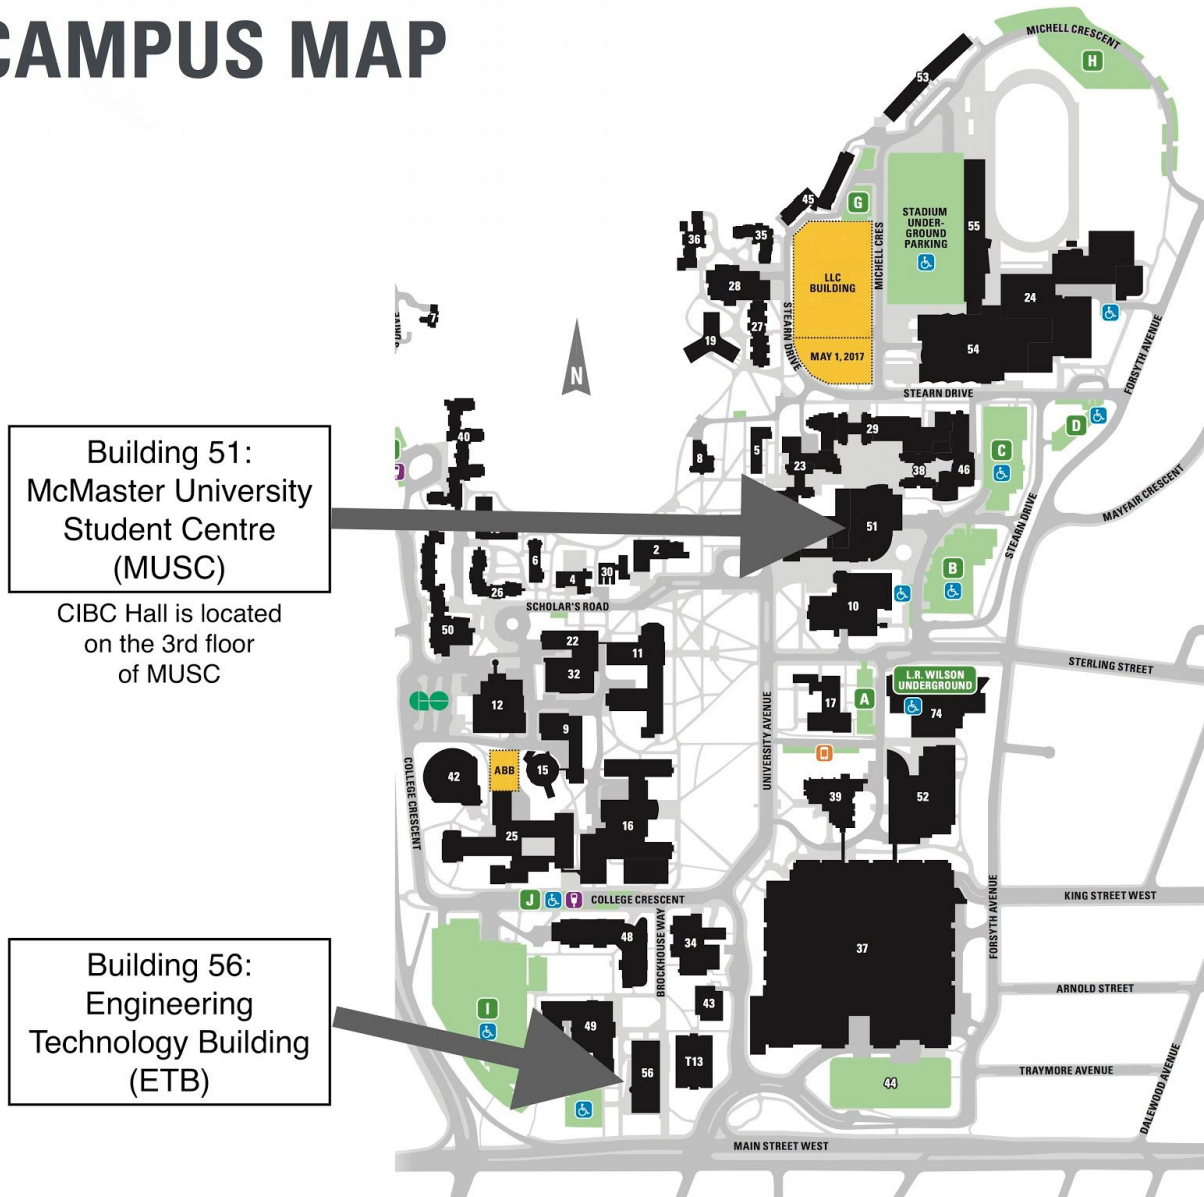 CAMPUS MAP
MICHELL CRESCENT
H
53
45
G
STADIUM
UNDER-
GROUND
PARKING
55
36
35
LLC
BUILDING
MICHELL CRES
28
24
27
STEARN DRIVE
19
MAY 1, 2017
54
FORSYTH AVENUE
7
N
STEARN DRIVE
D
40
8
5
23
29
38
46
C
MAYFAIR CRESCENT
STEARN DRIVE
Building 51:
McMaster University
Student Centre
(MUSC)
CIBC Hall is located
on the 3rd floor
of MUSC
51
2
6
4
30
26
B
10
SCHOLAR'S ROAD
50
22
11
32
STERLING STREET
L.R. WILSON
UNDERGROUND
A
17
74
12
9
UNIVERSITY AVENUE
42
ABB
15
39
52
COLLEGE CRESCENT
25
16
J
COLLEGE CRESCENT
KING STREET WEST
FORSYTH AVENUE
48
34
BROCKHOUSE WAY
37
Building 56:
Engineering
Technology Building
(ETB)
I
49
43
ARNOLD STREET
56
T13
44
TRAYMORE AVENUE
DALEWOOD AVENUE
MAIN STREET WEST